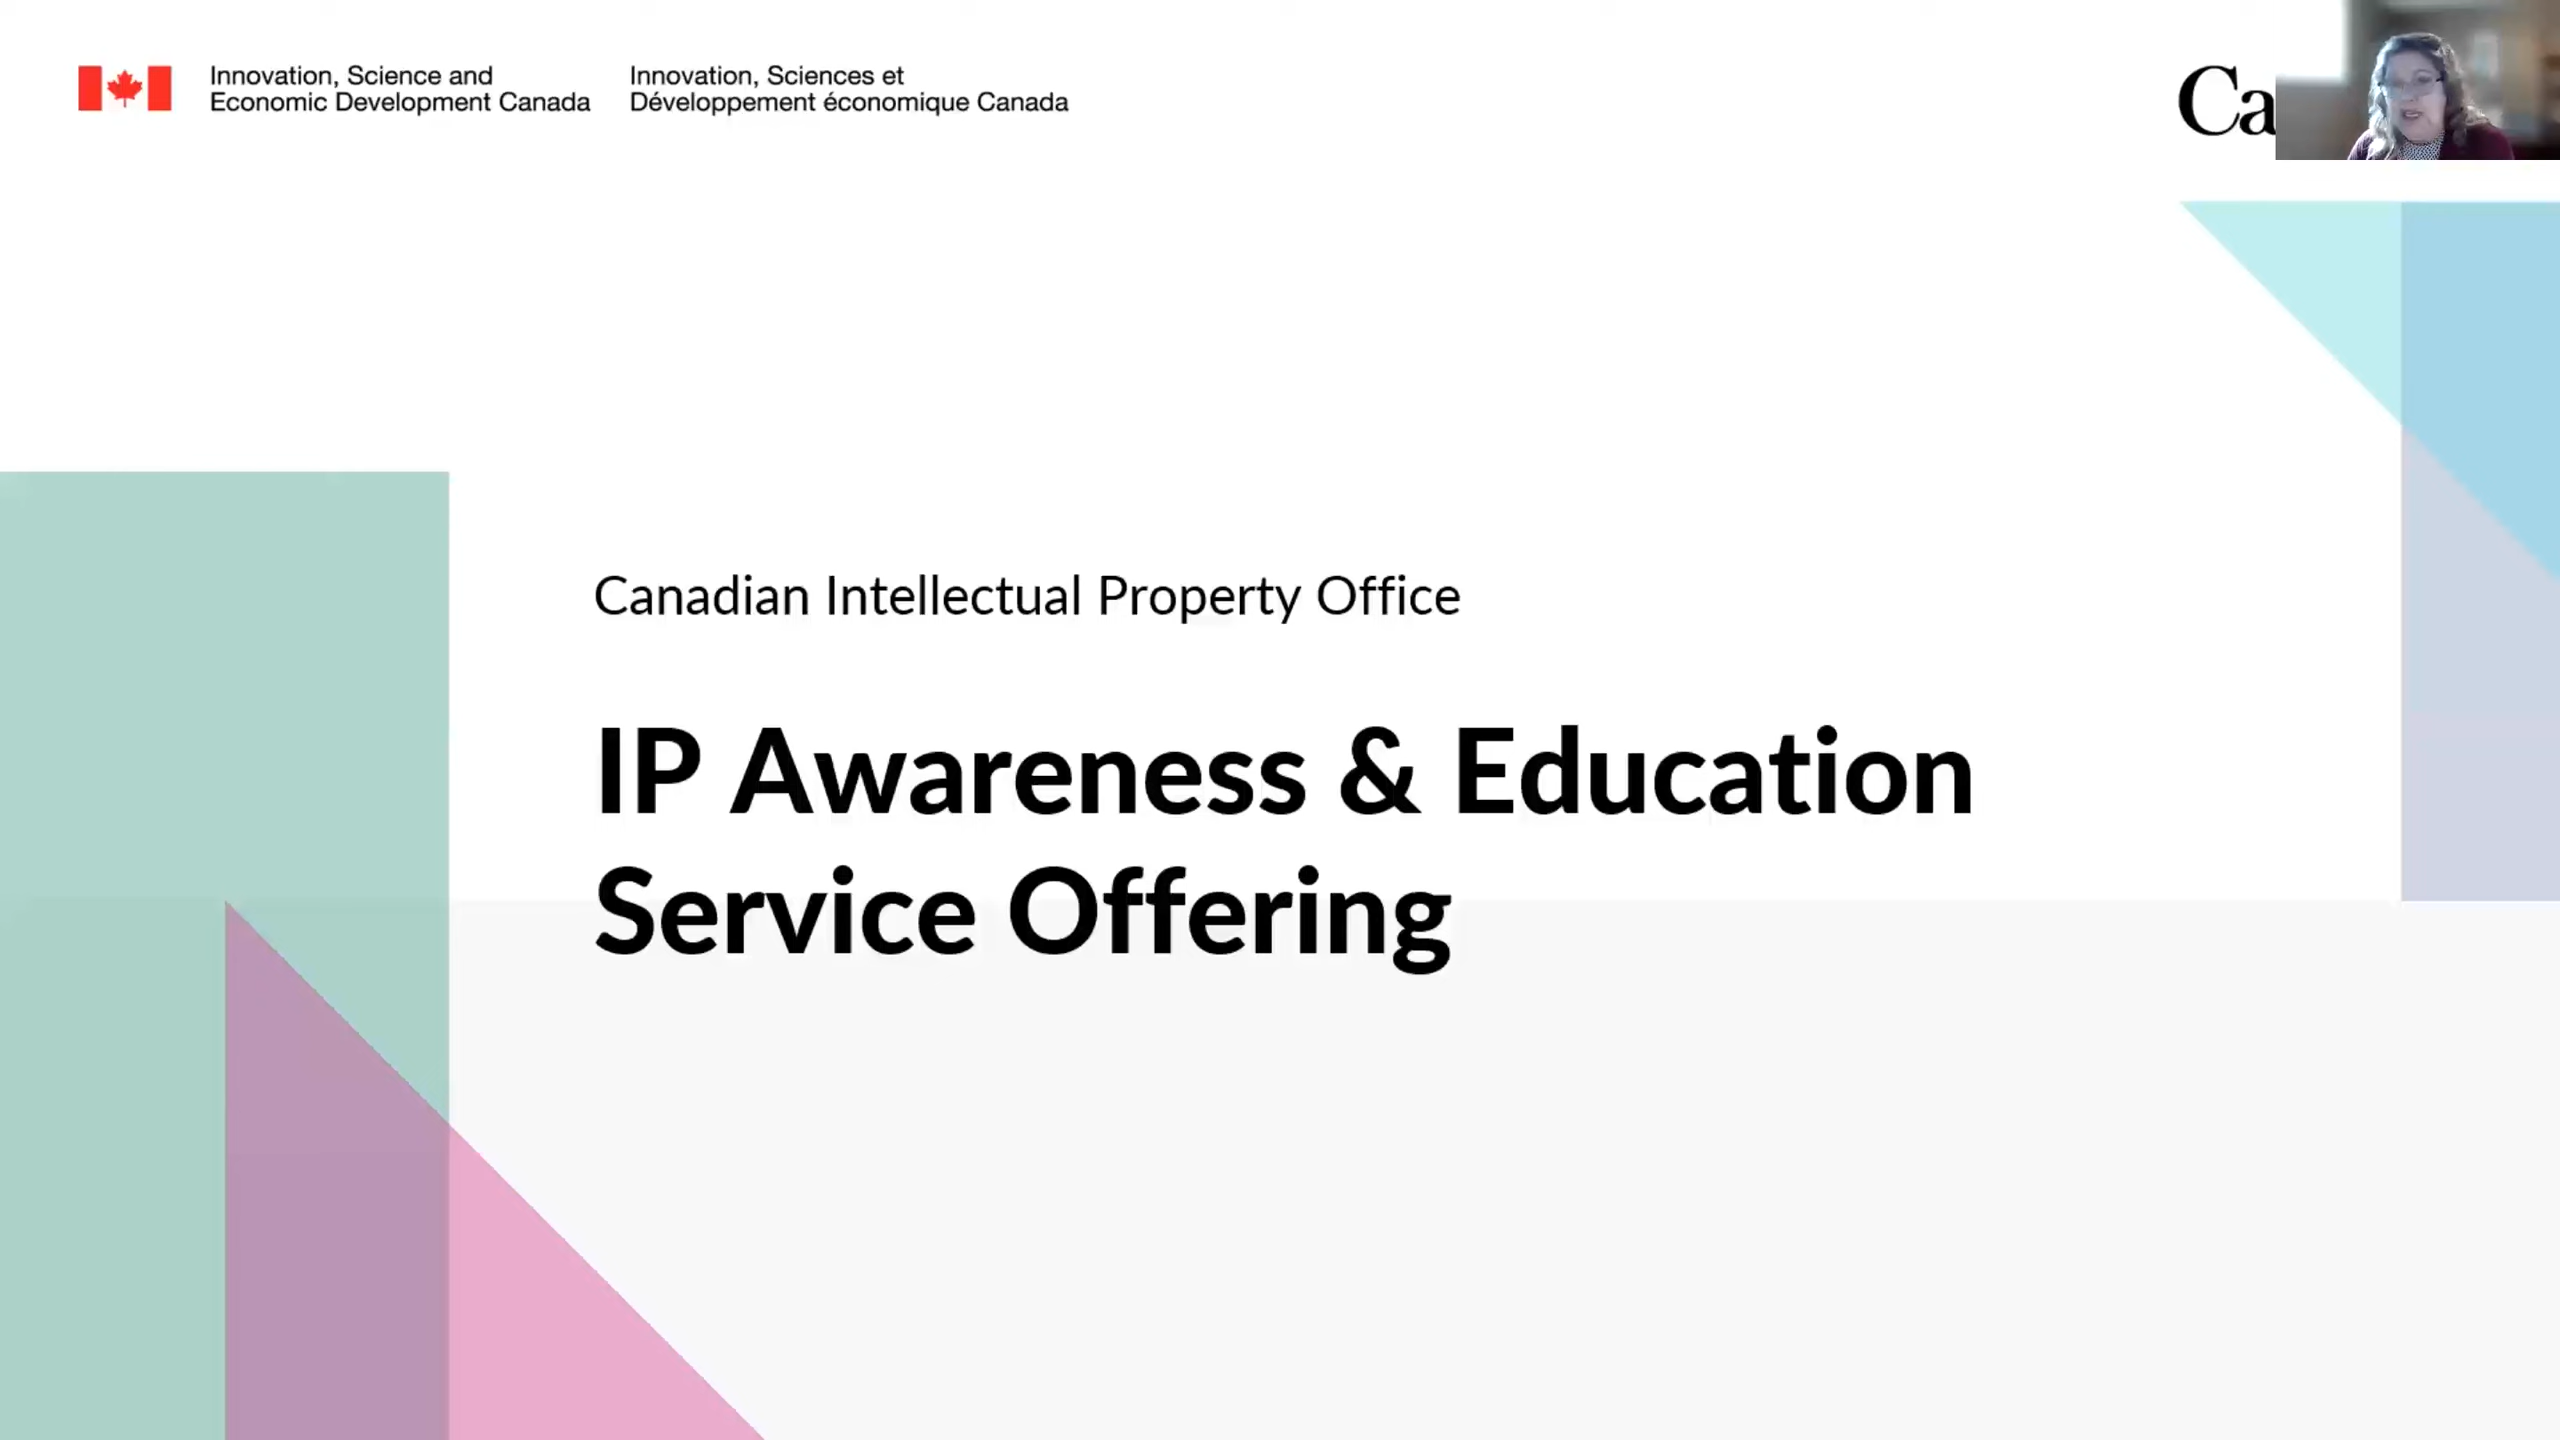 Innovation, Science and
Economic Development Canada
Innovation, Sciences et
Développement économique Canada
Ca
Canadian Intellectual Property Office
IP Awareness & Education
Service Offering